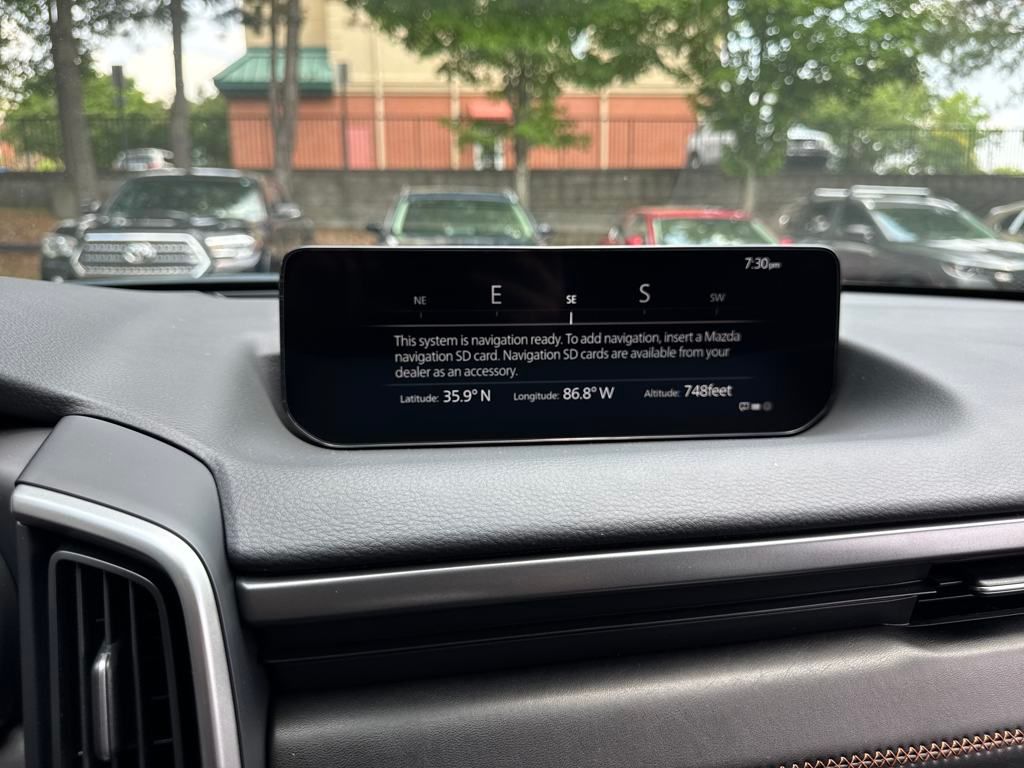 7:30pm
NE E SE S SW
This system is navigation ready. To add navigation, insert a Mazda
navigation SD card. Navigation SD cards are available from your
dealer as an accessory.
Latitude: 35.9° N Longitude: 86.8° W Altitude: 748feet